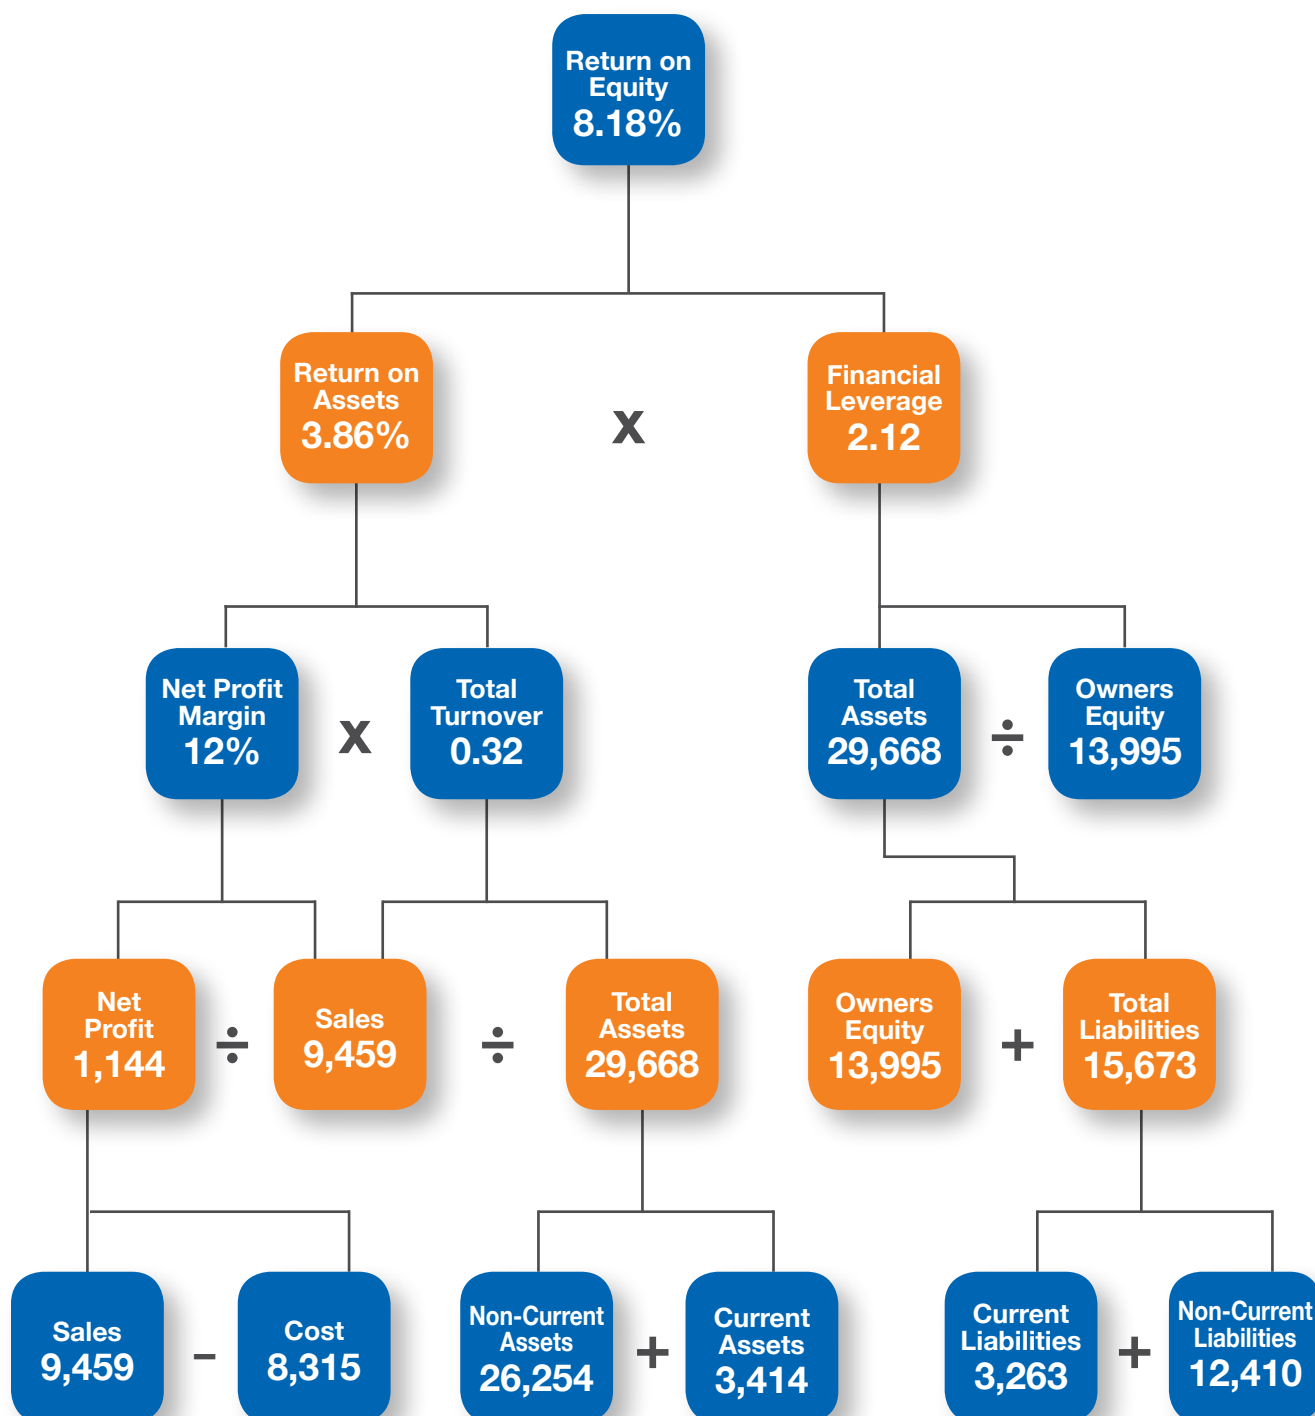 Return on
Equity
8.18%
Return on
Assets
3.86%
x
Financial
Leverage
2.12
Net Profit
Margin
12%
x
Total
Turnover
0.32
Total
Assets
29,668
÷
Owners
Equity
13,995
Net
Profit
1,144
÷
Sales
9,459
÷
Total
Assets
29,668
Owners
Equity
13,995
+
Total
Liabilities
15,673
Sales
9,459
–
Cost
8,315
Non-Current
Assets
26,254
+
Current
Assets
3,414
Current
Liabilities
3,263
+
Non-Current
Liabilities
12,410